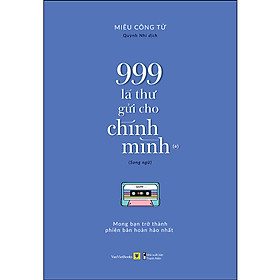 MIÊU CÔNG TỬ
Quỳnh Nhi dịch
999
lá thư
gửi cho
chính
mình
(Song ngữ)
Mong bạn trở thành
phiên bản hoàn hảo nhất